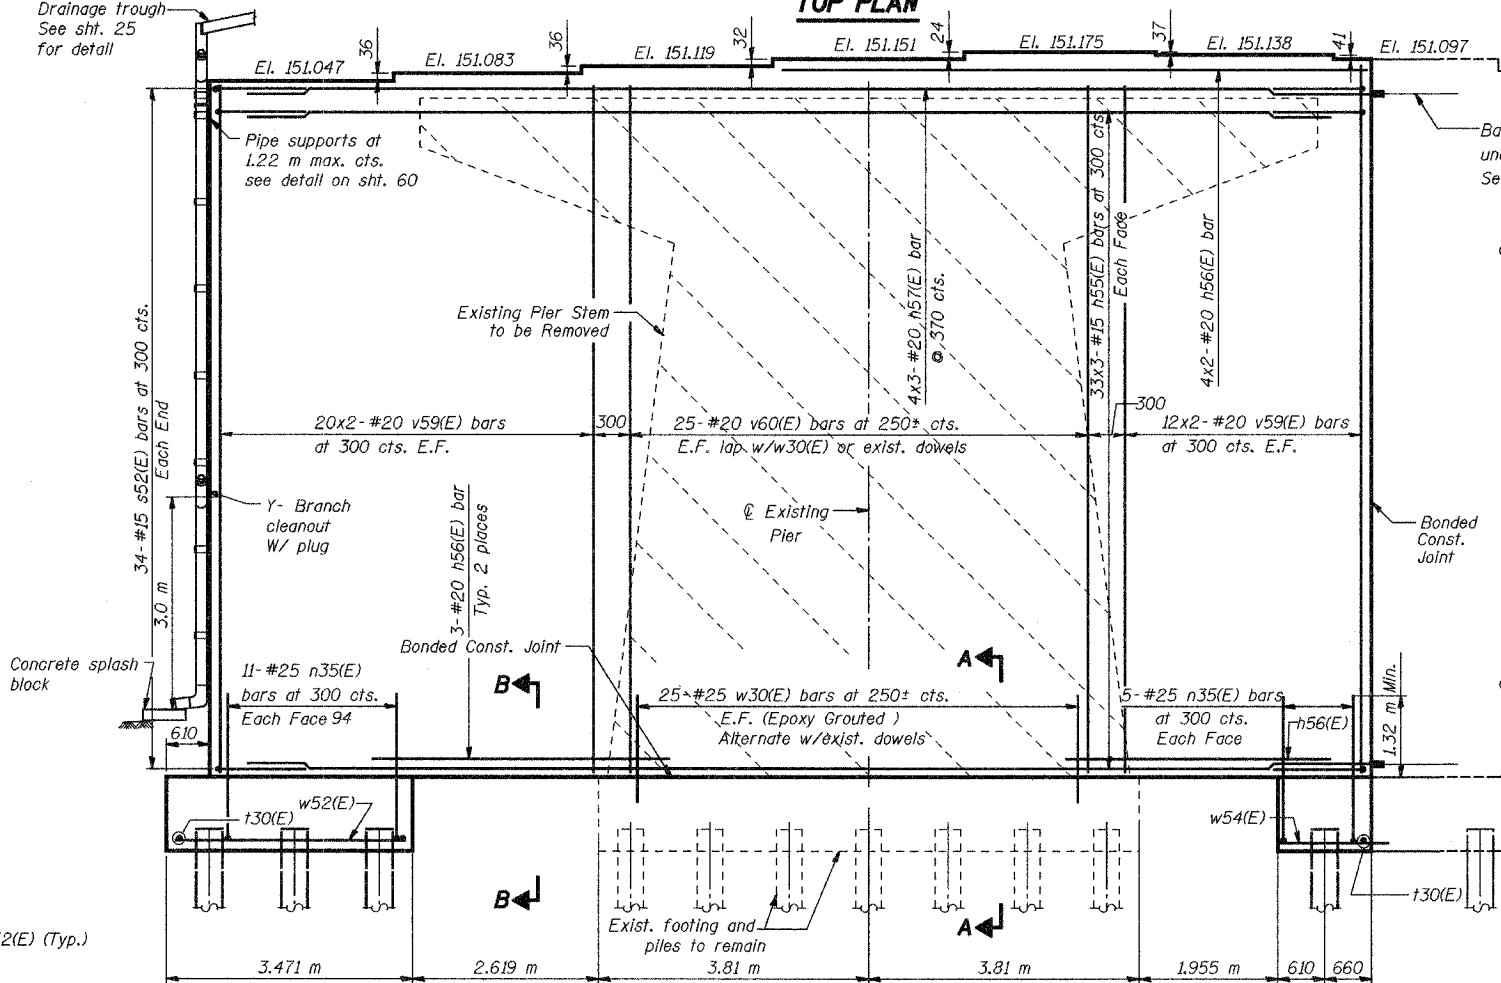 TOP PLAN
Drainage trough
See sht. 25
for detail
36
36
32
24
37
41
El. 151.047
El. 151.083
El. 151.119
El. 151.151
El. 151.175
El. 151.138
El. 151.097
Pipe supports at
1.22 m max. cts.
see detail on sht. 60
Existing Pier Stem
to be Removed
34-#15 s52(E) bars at 300 cts.
Each End
4x3-#20 h57(E) bar
@ 370 cts.
33x3-#15 h55(E) bars at 300 cts.
Each Face
4x2-#20 h56(E) bar
20x2-#20 v59(E) bars
at 300 cts. E.F.
300
25-#20 v60(E) bars at 250± cts.
E.F. lap w/w30(E) or exist. dowels
300
12x2-#20 v59(E) bars
at 300 cts. E.F.
Y- Branch
cleanout
W/ plug
3-#20 h56(E) bar
Typ. 2 places
℄ Existing
Pier
Bonded
Const.
Joint
3.0 m
Bonded Const. Joint
Concrete splash
block
11-#25 n35(E)
bars at 300 cts.
Each Face 94
B
A
25-#25 w30(E) bars at 250± cts.
E.F. (Epoxy Grouted )
Alternate w/exist. dowels
5-#25 n35(E) bars
at 300 cts.
Each Face
h56(E)
1.32 m Min.
610
t30(E)
w52(E)
w54(E)
t30(E)
B
A
Exist. footing and
piles to remain
2(E) (Typ.)
3.471 m
2.619 m
3.81 m
3.81 m
1.955 m
610
660